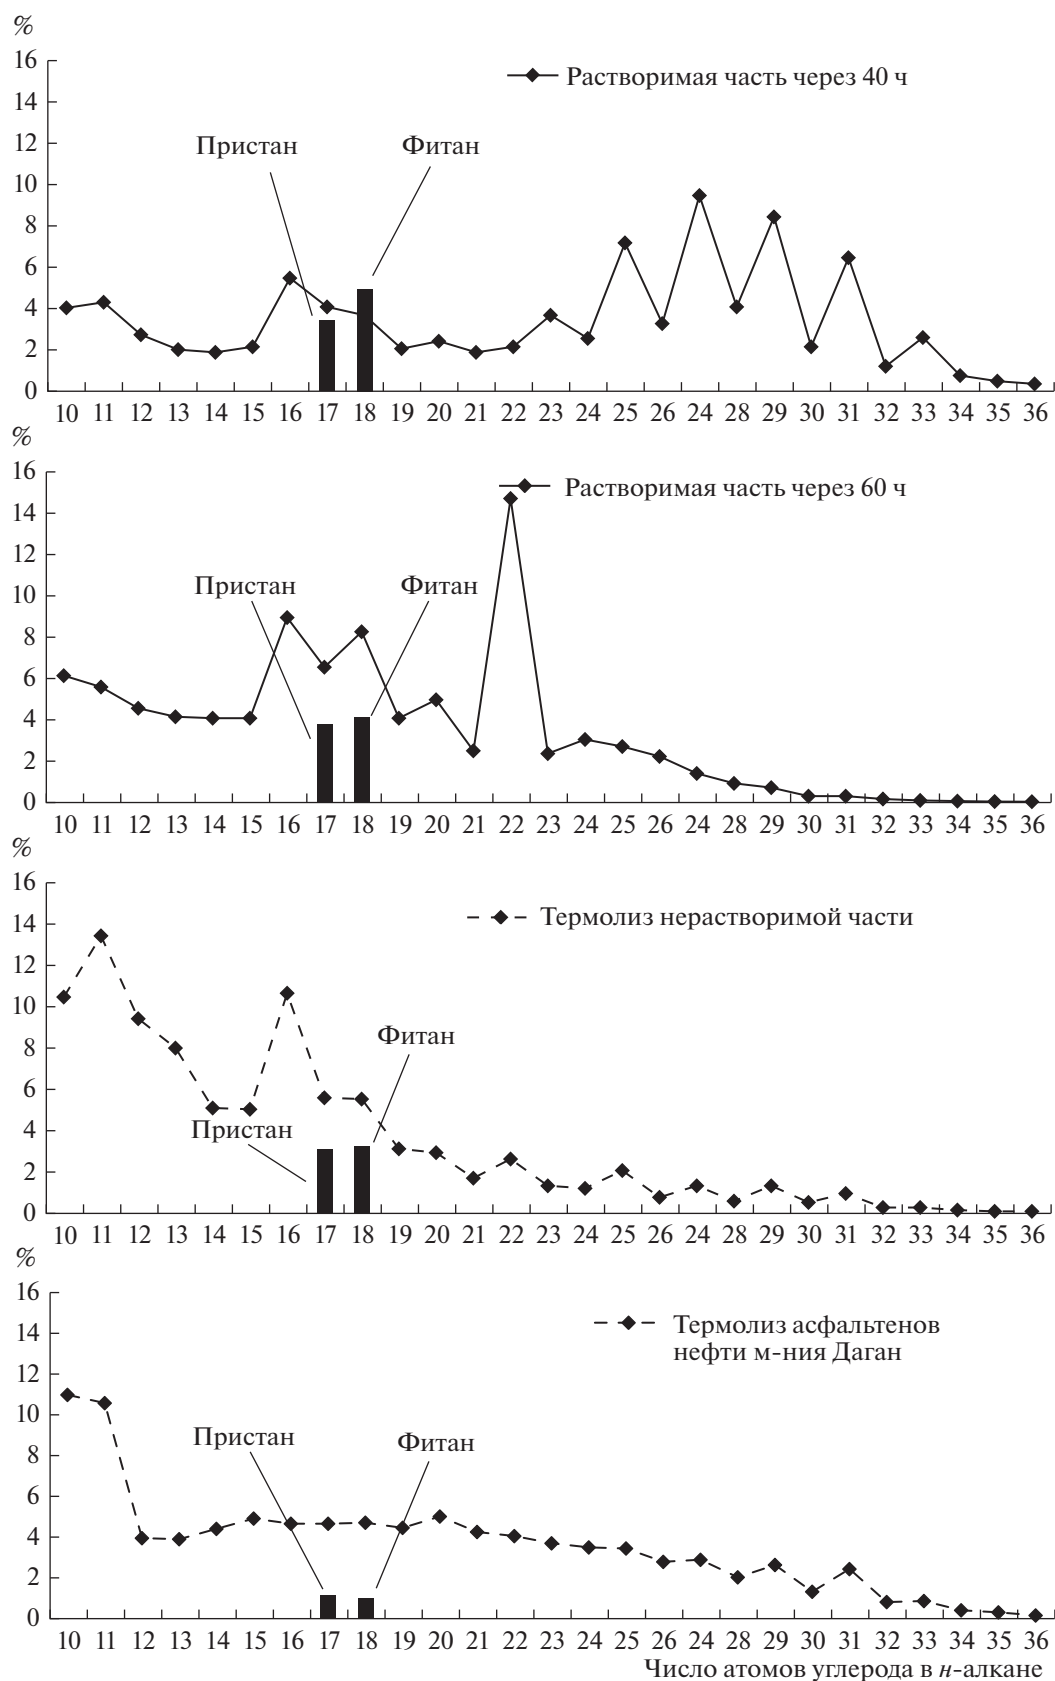 %
16
Растворимая часть через 40 ч
14
12
Пристан Фитан
10
8
6
4
2
0
10 11 12 13 14 15 16 17 18 19 20 21 22 23 24 25 26 24 28 29 30 31 32 33 34 35 36
%
16
Растворимая часть через 60 ч
14
12
10
Пристан Фитан
8
6
4
2
0
10 11 12 13 14 15 16 17 18 19 20 21 22 23 24 25 26 24 28 29 30 31 32 33 34 35 36
%
16
Термолиз нерастворимой части
14
12
10
Фитан
8
6
4
Пристан
2
0
10 11 12 13 14 15 16 17 18 19 20 21 22 23 24 25 26 24 28 29 30 31 32 33 34 35 36
%
16
Термолиз асфальтенов
14
нефти м-ния Даган
12
10
Пристан Фитан
8
6
4
2
0
10 11 12 13 14 15 16 17 18 19 20 21 22 23 24 25 26 24 28 29 30 31 32 33 34 35 36
Число атомов углерода в н-алкане